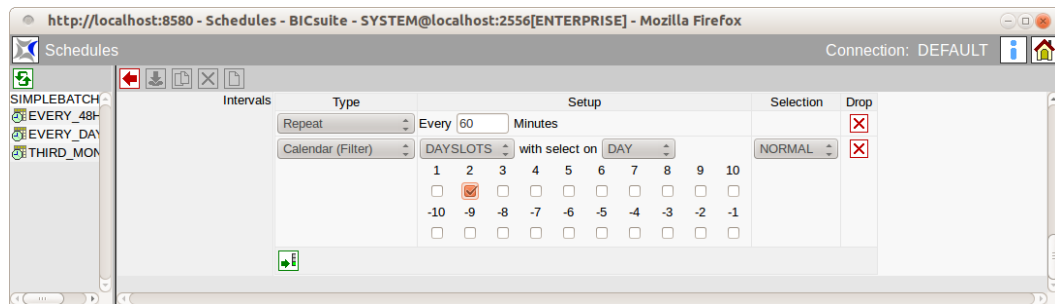 http://localhost:8580 - Schedules - BICsuite - SYSTEM@localhost:2556[ENTERPRISE] - Mozilla Firefox
Schedules
Connection: DEFAULT
SIMPLEBATCH
EVERY_48H
EVERY_DAY
THIRD_MON
Intervals Type Setup Selection Drop
Repeat Every 60 Minutes
Calendar (Filter) DAYSLOTS with select on DAY NORMAL
1 2 3 4 5 6 7 8 9 10
-10 -9 -8 -7 -6 -5 -4 -3 -2 -1